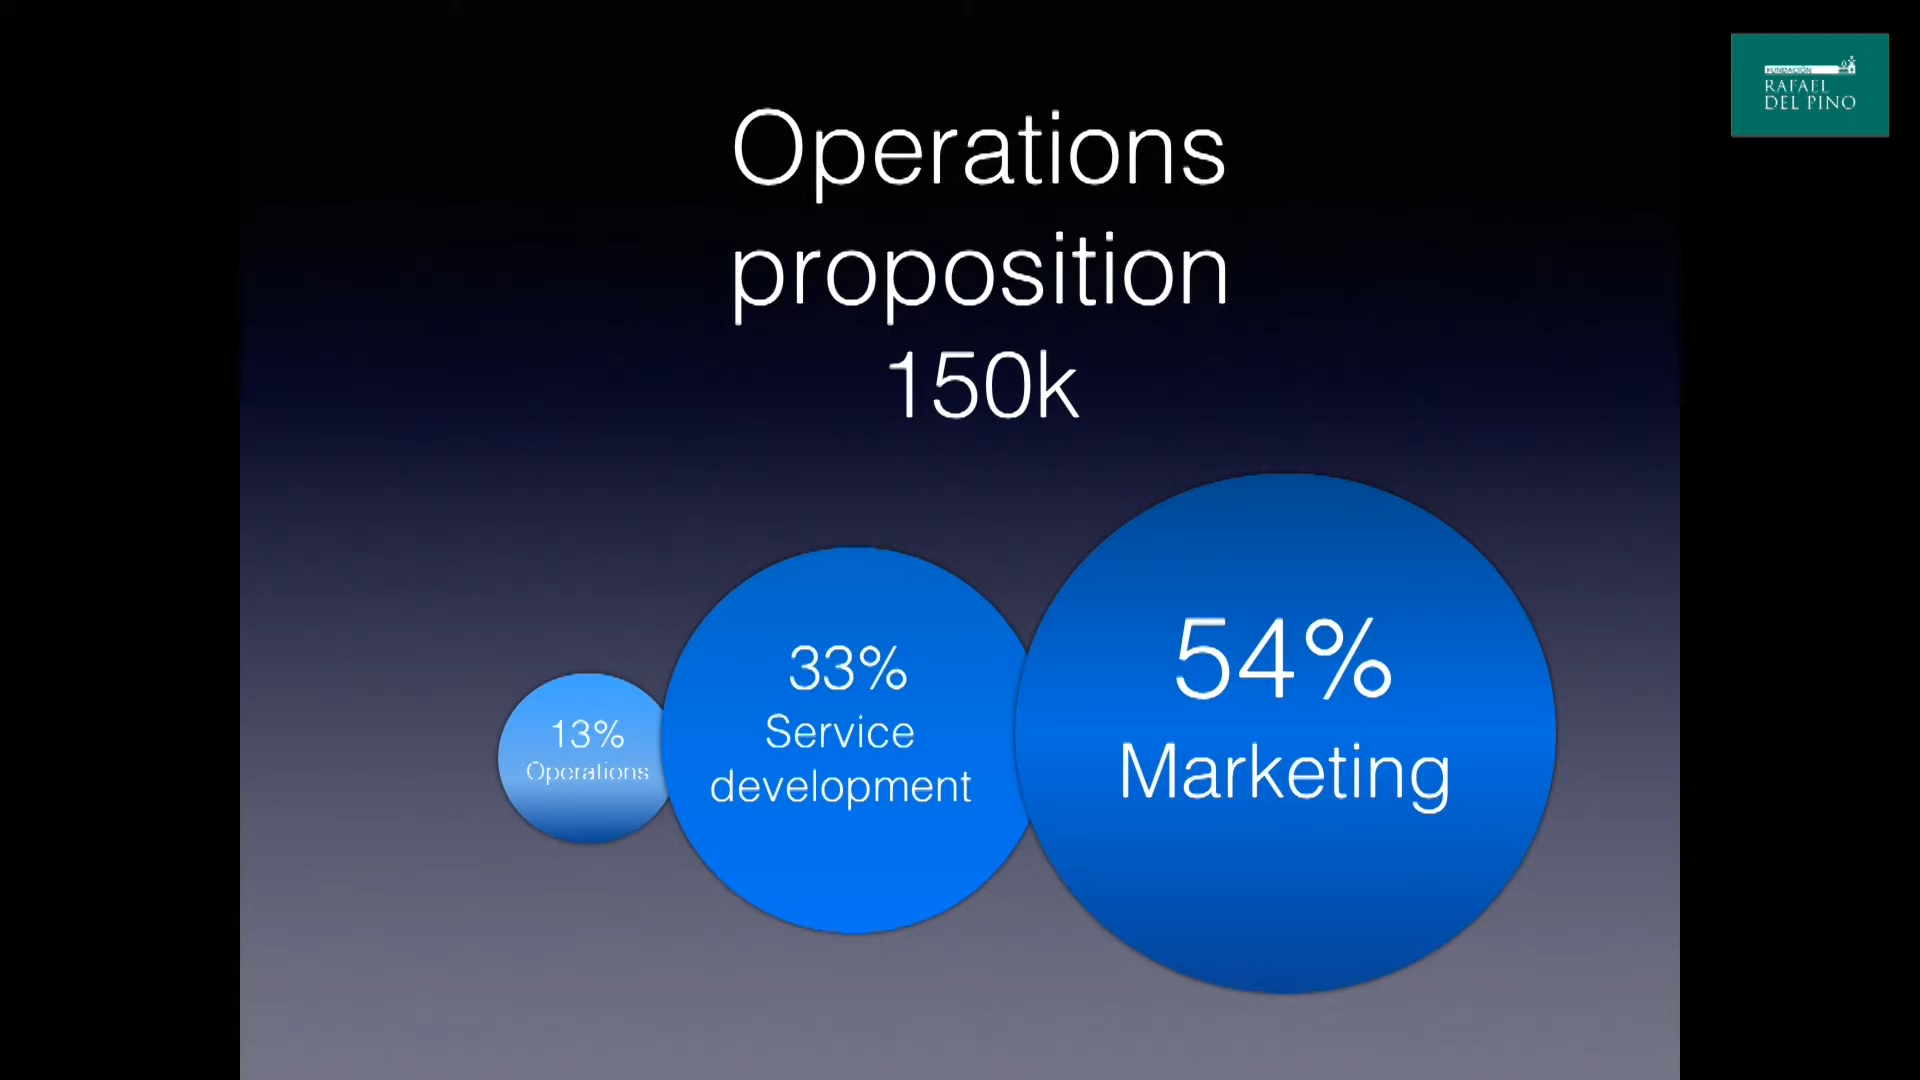 Operations
proposition
150k
FUNDACIÓN
RAFAEL
DEL PINO
13%
Operations
33%
Service
development
54%
Marketing